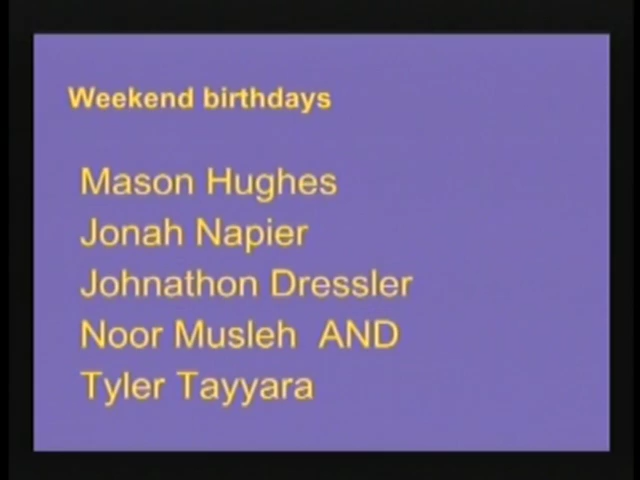 Weekend birthdays
Mason Hughes
Jonah Napier
Johnathon Dressler
Noor Musleh AND
Tyler Tayyara